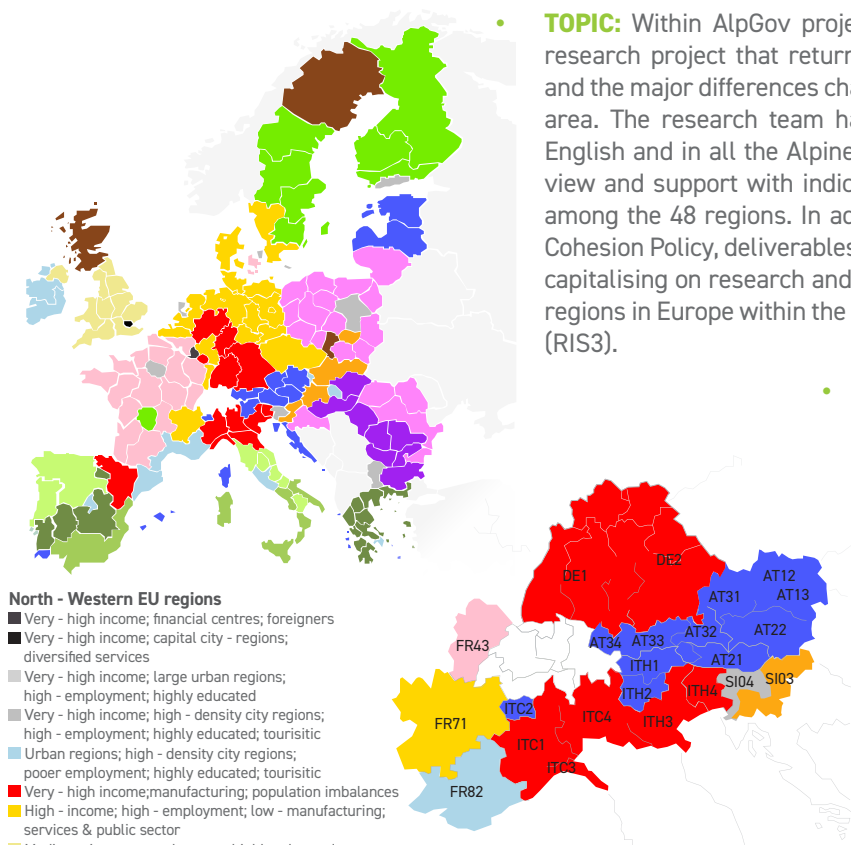 TOPIC: Within AlpGov proje
research project that return
and the major differences cha
area. The research team ha
English and in all the Alpine
view and support with indic
among the 48 regions. In ad
Cohesion Policy, deliverables
capitalising on research and
regions in Europe within the
(RIS3).
North - Western EU regions
Very - high income; financial centres; foreigners
Very - high income; capital city - regions;
diversified services
Very - high income; large urban regions;
high - employment; highly educated
Very - high income; high - density city regions;
high - employment; highly educated; tourisitic
Urban regions; high - density city regions;
pooer employment; highly educated; tourisitic
Very - high income;manufacturing; population imbalances
High - income; high - employment; low - manufacturing;
services & public sector
DE1
DE2
AT12
AT13
AT31
AT22
AT32
AT33
AT34
AT21
ITH1
ITH2
ITH4
SI04
SI03
FR43
ITC2
FR71
ITC4
ITH3
ITC1
ITC3
FR82